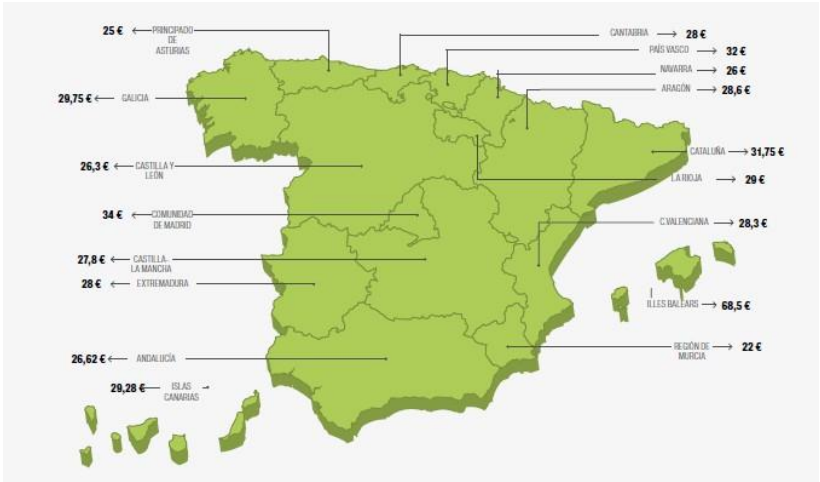 25 €
PRINCIPADO
DE
ASTURIAS
29,75 €
GALICIA
26,3 €
CASTILLA Y
LEÓN
34 €
COMUNIDAD
DE MADRID
27,8 €
CASTILLA-
LA MANCHA
28 €
EXTREMADURA
26,62 €
ANDALUCÍA
29,28 €
ISLAS
CANARIAS
CANTABRIA
28 €
PAÍS VASCO
32 €
NAVARRA
26 €
ARAGÓN
28,6 €
CATALUÑA
31,75 €
LA RIOJA
29 €
C.VALENCIANA
28,3 €
ILLES BALEARS
68,5 €
REGIÓN DE
MURCIA
22 €